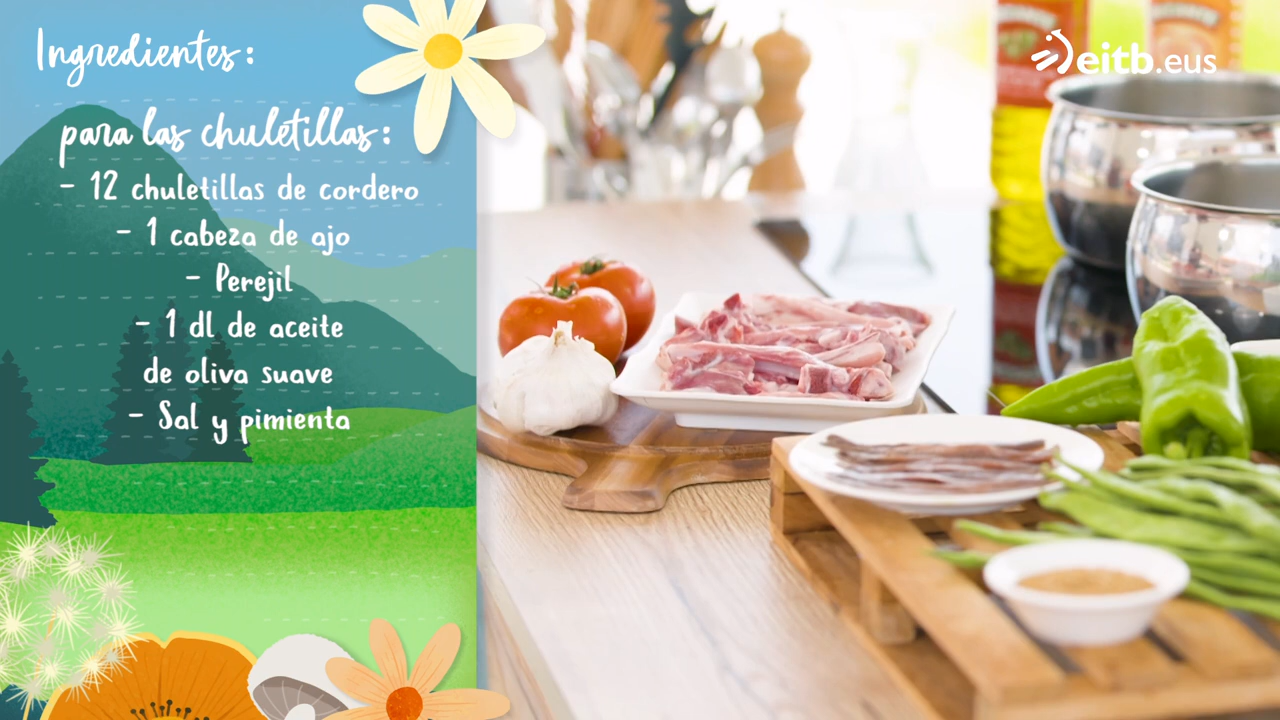 Ingredientes:
para las chuletillas:
- 12 chuletillas de cordero
- 1 cabeza de ajo
- Perejil
- 1 dl de aceite
de oliva suave
- Sal y pimienta
eitb.eus